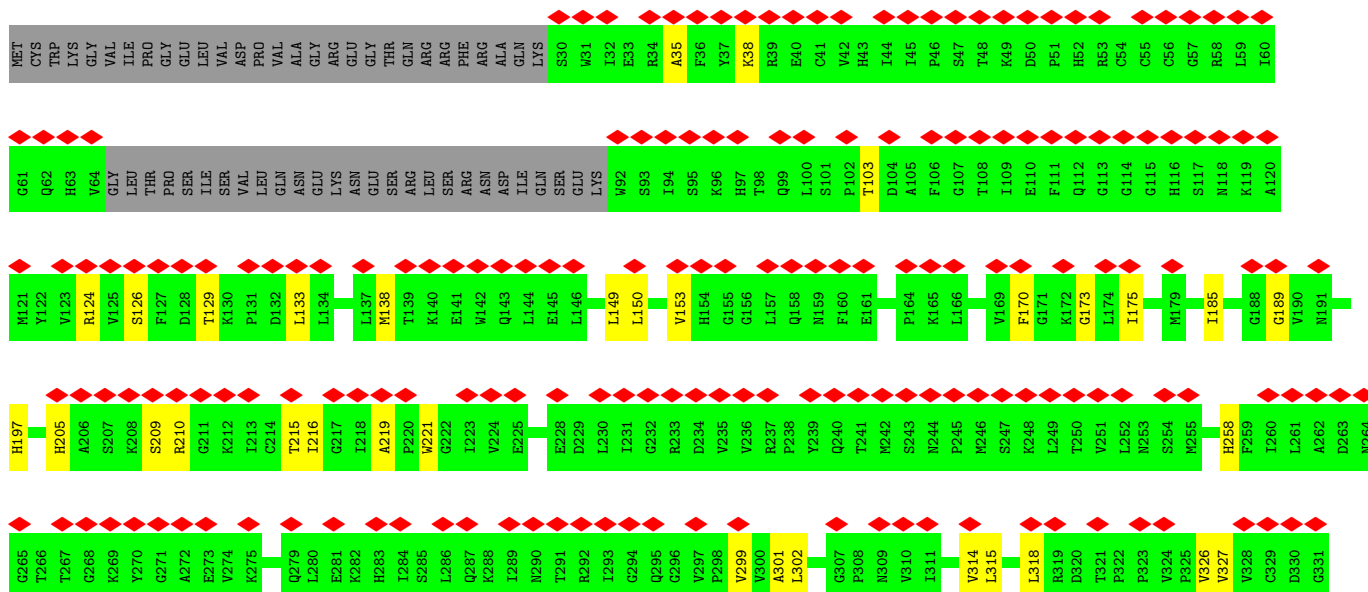 MET CYS TRP LYS GLY VAL ILE PRO GLY GLU LEU VAL ASP PRO VAL ALA GLY ARG GLU GLY THR GLN ARG ARG PHE ARG ALA GLN LYS S30 W31 I32 E33 R34 A35 F36 Y37 K38 R39 E40 C41 V42 H43 I44 I45 P46 S47 T48 K49 D50 P51 H52 R53 C54 C55 C56 G57 R58 L59 I60
G61 Q62 H63 V64 GLY LEU THR PRO SER ILE SER VAL LEU GLN ASN GLU LYS ASN GLU SER ARG LEU SER ARG ASN ASP ILE GLN SER GLU LYS W92 S93 I94 S95 K96 H97 T98 Q99 L100 S101 P102 T103 D104 A105 F106 G107 T108 I109 E110 F111 Q112 G113 G114 G115 H116 S117 N118 K119 A120
M121 Y122 V123 R124 V125 S126 F127 D128 T129 K130 P131 D132 L133 L134 L137 M138 T139 K140 E141 W142 Q143 L144 E145 L146 L149 L150 V153 H154 G155 G156 L157 Q158 N159 F160 E161 P164 K165 L166 V169 F170 G171 K172 G173 L174 I175 M179 I185 G188 G189 V190 N191
H197 H205 A206 S207 K208 S209 R210 G211 K212 I213 C214 T215 I216 G217 I218 A219 P220 W221 G222 I223 V224 E225 E228 D229 L230 I231 G232 R233 D234 V235 V236 R237 P238 Y239 Q240 T241 M242 S243 N244 P245 M246 S247 K248 L249 T250 V251 L252 N253 S254 M255 H258 F259 I260 L261 A262 D263 N264
G265 T266 T267 G268 K269 Y270 G271 A272 E273 V274 K275 Q279 L280 E281 K282 H283 I284 S285 L286 Q287 K288 I289 N290 T291 R292 I293 G294 Q295 G296 V297 P298 V299 V300 A301 L302 G307 P308 N309 V310 I311 V314 L315 L318 R319 D320 T321 P322 P323 V324 P325 V326 V327 V328 C329 D330 G331